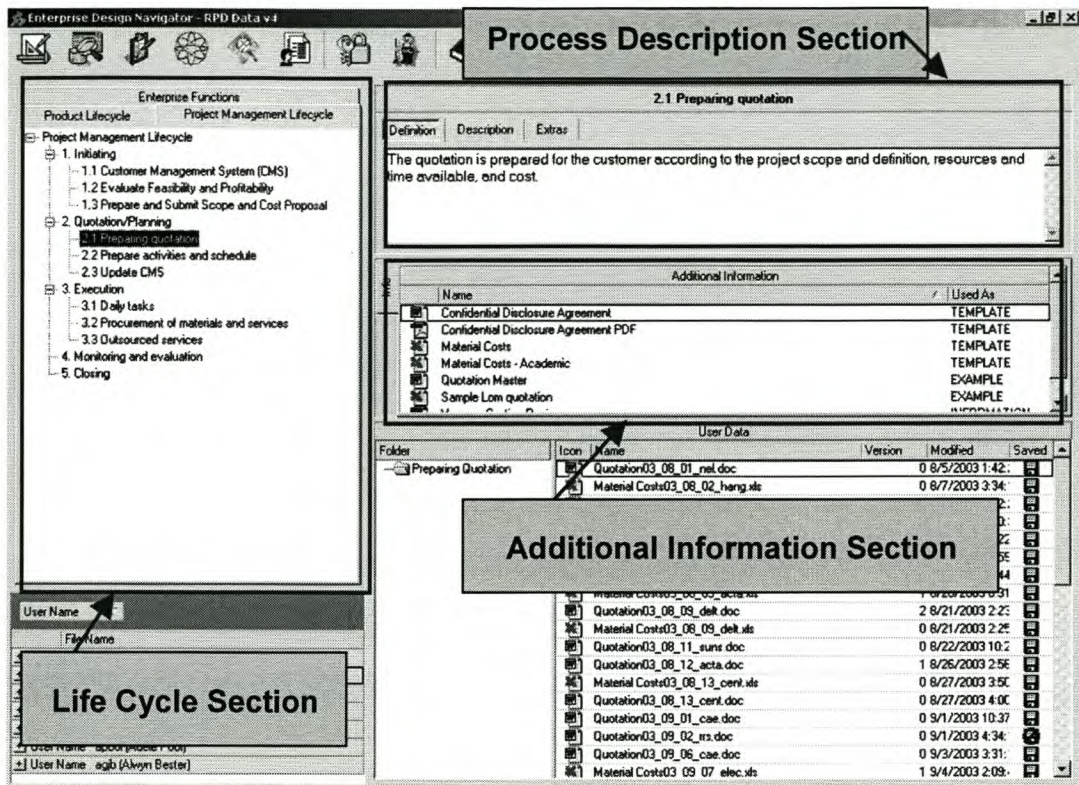 Enterprise Design Navigator - RPD Data v4
Process Description Section
Enterprise Functions
Product Lifecycle Project Management Lifecycle
Project Management Lifecycle
1. Initiating
1.1 Customer Management System (CMS)
1.2 Evaluate Feasibility and Profitability
1.3 Prepare and Submit Scope and Cost Proposal
2. Quotation/Planning
2.1 Preparing quotation
2.2 Prepare activities and schedule
2.3 Update CMS
3. Execution
3.1 Daily tasks
3.2 Procurement of materials and services
3.3 Outsourced services
4. Monitoring and evaluation
5. Closing
2.1 Preparing quotation
Definition Description Extras
The quotation is prepared for the customer according to the project scope and definition, resources and
time available, and cost.
Info
Additional Information
Name / Used As
Confidential Disclosure Agreement TEMPLATE
Confidential Disclosure Agreement PDF TEMPLATE
Material Costs TEMPLATE
Material Costs - Academic TEMPLATE
Quotation Master EXAMPLE
Sample Lom quotation EXAMPLE
INFORMATION
User Data
Folder Icon Name Version Modified Saved
Preparing Quotation
Quotation03_08_01_nel.doc 0 8/5/2003 1:42:
Material Costs03_08_02_hang.xls 0 8/7/2003 3:34:
Additional Information Section
Quotation03_08_09_delt.doc 2 8/21/2003 2:23
Material Costs03_08_09_delt.xls 0 8/21/2003 2:25
Quotation03_08_11_suns.doc 0 8/22/2003 10:2
Quotation03_08_12_acta.doc 1 8/26/2003 2:56
Material Costs03_08_13_cent.xls 0 8/27/2003 3:50
Quotation03_08_13_cent.doc 0 8/27/2003 4:00
Quotation03_09_01_cae.doc 0 9/1/2003 10:37
Quotation03_09_02_rrs.doc 0 9/1/2003 4:34:
Quotation03_09_06_cae.doc 0 9/3/2003 3:31:
Material Costs03_09_07_elec.xls 1 9/4/2003 2:09:
User Name
File Name
Life Cycle Section
User Name
User Name agib (Alwyn Bester)